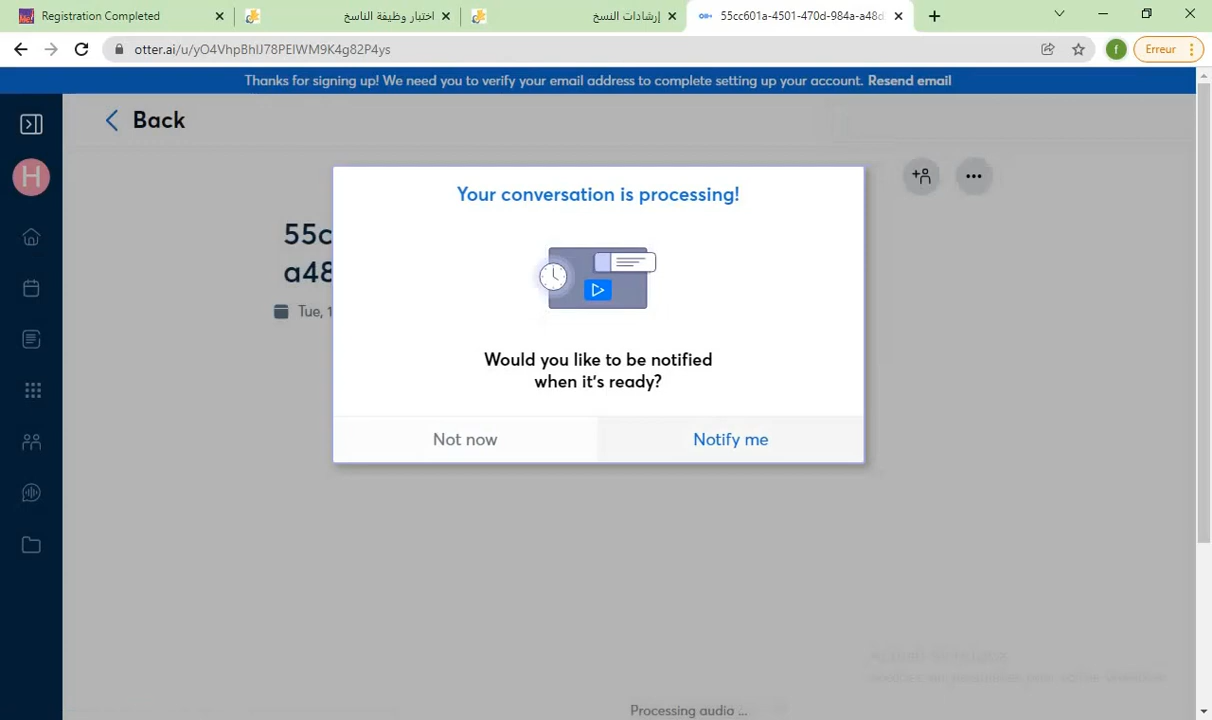 Registration Completed
اختبار وظيفة الناسخ
إرشادات النسخ
55cc601a-4501-470d-984a-a48d
otter.ai/u/yO4VhpBhIJ78PEIWM9K4g82P4ys
f
Erreur
Thanks for signing up! We need you to verify your email address to complete setting up your account. Resend email
Back
H
Your conversation is processing!
55c
a48
Tue, 1
Would you like to be notified
when it's ready?
Not now
Notify me
Processing audio ...